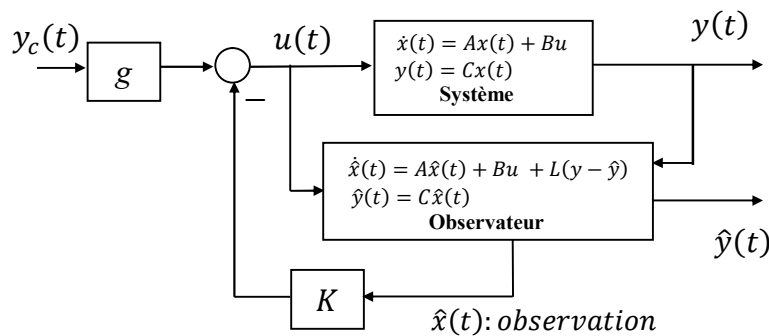 y_c(t)
g
u(t)
−
ẋ(t) = Ax(t) + Bu
y(t) = Cx(t)
Système
y(t)
x̂̇(t) = Ax̂(t) + Bu + L(y − ŷ)
ŷ(t) = Cx̂(t)
Observateur
ŷ(t)
K
x̂(t): observation